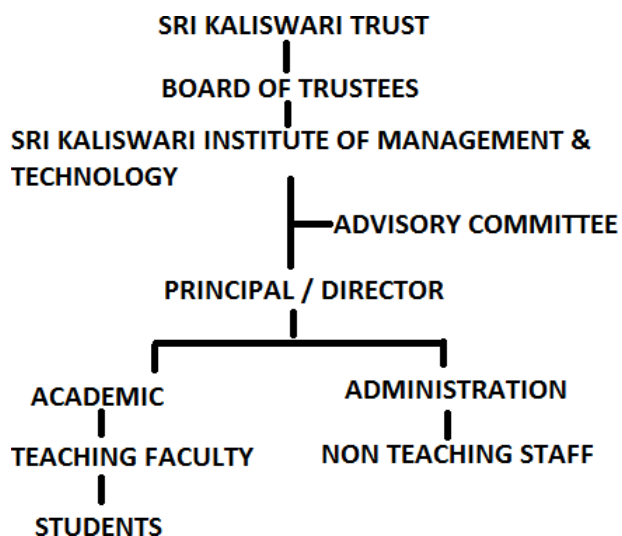 SRI KALISWARI TRUST
BOARD OF TRUSTEES
SRI KALISWARI INSTITUTE OF MANAGEMENT &
TECHNOLOGY
ADVISORY COMMITTEE
PRINCIPAL / DIRECTOR
ACADEMIC
ADMINISTRATION
TEACHING FACULTY
NON TEACHING STAFF
STUDENTS